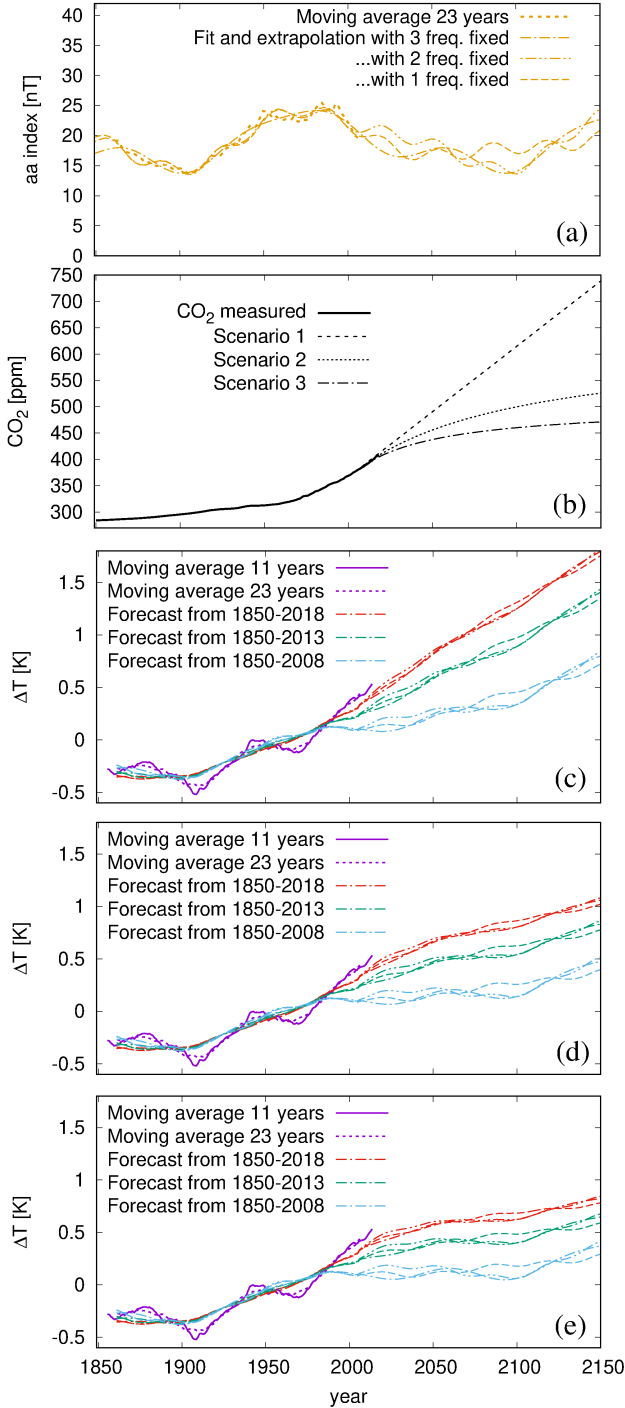 40
35
30
25
20
15
10
5
0
aa index [nT]
Moving average 23 years
Fit and extrapolation with 3 freq. fixed
...with 2 freq. fixed
...with 1 freq. fixed
(a)
750
700
650
600
550
500
450
400
350
300
CO2 [ppm]
CO2 measured
Scenario 1
Scenario 2
Scenario 3
(b)
1.5
1
0.5
0
-0.5
ΔT [K]
Moving average 11 years
Moving average 23 years
Forecast from 1850-2018
Forecast from 1850-2013
Forecast from 1850-2008
(c)
1.5
1
0.5
0
-0.5
ΔT [K]
Moving average 11 years
Moving average 23 years
Forecast from 1850-2018
Forecast from 1850-2013
Forecast from 1850-2008
(d)
1.5
1
0.5
0
-0.5
ΔT [K]
Moving average 11 years
Moving average 23 years
Forecast from 1850-2018
Forecast from 1850-2013
Forecast from 1850-2008
(e)
1850 1900 1950 2000 2050 2100 2150
year